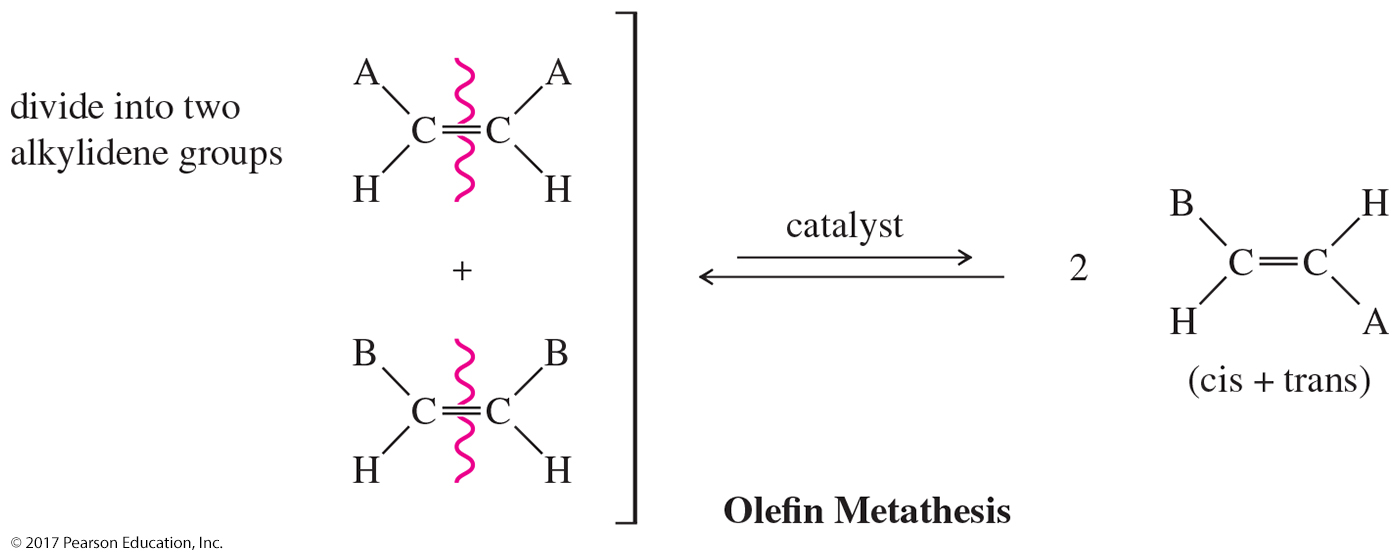 divide into two
alkylidene groups
A A
C=C
H H
+
B B
C=C
H H
catalyst
2
B H
C=C
H A
(cis + trans)
Olefin Metathesis
© 2017 Pearson Education, Inc.